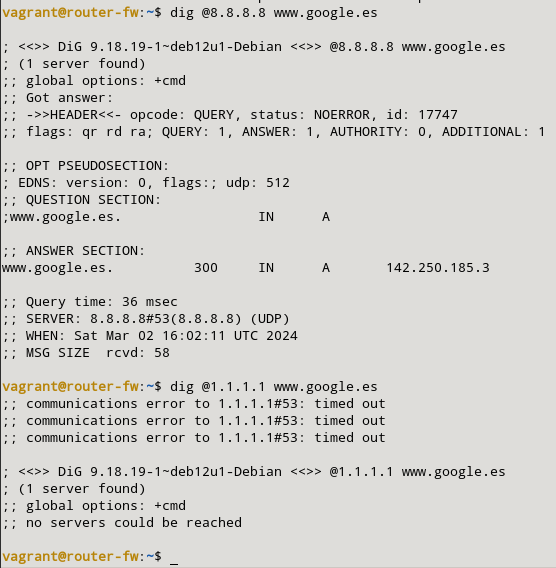 vagrant@router-fw:~$ dig @8.8.8.8 www.google.es
; <<>> DiG 9.18.19-1~deb12u1-Debian <<>> @8.8.8.8 www.google.es
; (1 server found)
;; global options: +cmd
;; Got answer:
;; ->>HEADER<<- opcode: QUERY, status: NOERROR, id: 17747
;; flags: qr rd ra; QUERY: 1, ANSWER: 1, AUTHORITY: 0, ADDITIONAL: 1
;; OPT PSEUDOSECTION:
; EDNS: version: 0, flags:; udp: 512
;; QUESTION SECTION:
;www.google.es. IN A
;; ANSWER SECTION:
www.google.es. 300 IN A 142.250.185.3
;; Query time: 36 msec
;; SERVER: 8.8.8.8#53(8.8.8.8) (UDP)
;; WHEN: Sat Mar 02 16:02:11 UTC 2024
;; MSG SIZE rcvd: 58
vagrant@router-fw:~$ dig @1.1.1.1 www.google.es
;; communications error to 1.1.1.1#53: timed out
;; communications error to 1.1.1.1#53: timed out
;; communications error to 1.1.1.1#53: timed out
; <<>> DiG 9.18.19-1~deb12u1-Debian <<>> @1.1.1.1 www.google.es
; (1 server found)
;; global options: +cmd
;; no servers could be reached
vagrant@router-fw:~$ _